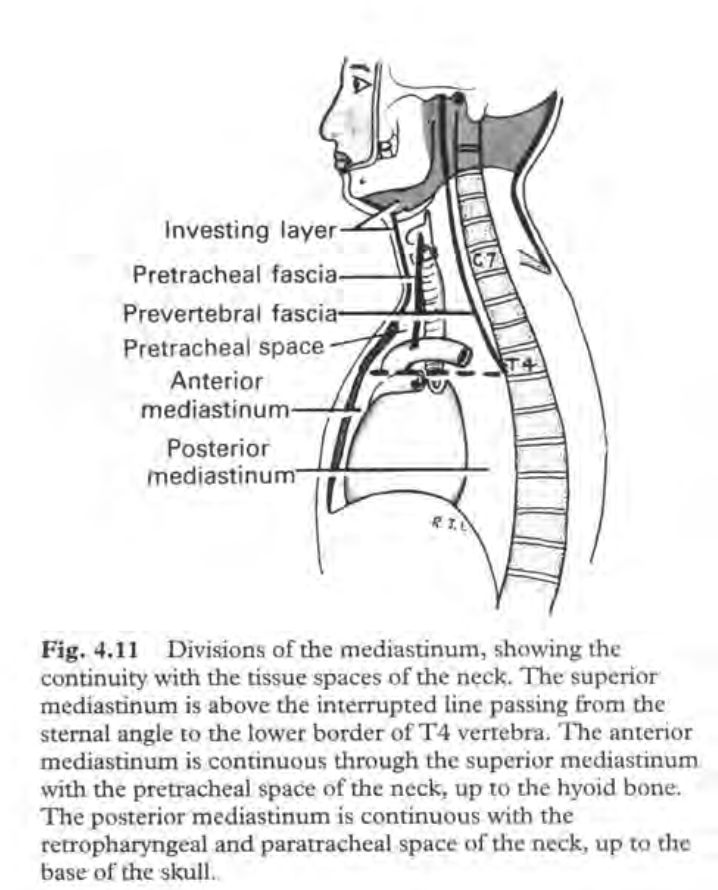 Investing layer
Pretracheal fascia
Prevertebral fascia
Pretracheal space
Anterior
mediastinum
Posterior
mediastinum
C7
T4
R.J.L
Fig. 4.11 Divisions of the mediastinum, showing the
continuity with the tissue spaces of the neck. The superior
mediastinum is above the interrupted line passing from the
sternal angle to the lower border of T4 vertebra. The anterior
mediastinum is continuous through the superior mediastinum
with the pretracheal space of the neck, up to the hyoid bone.
The posterior mediastinum is continuous with the
retropharyngeal and paratracheal space of the neck, up to the
base of the skull.